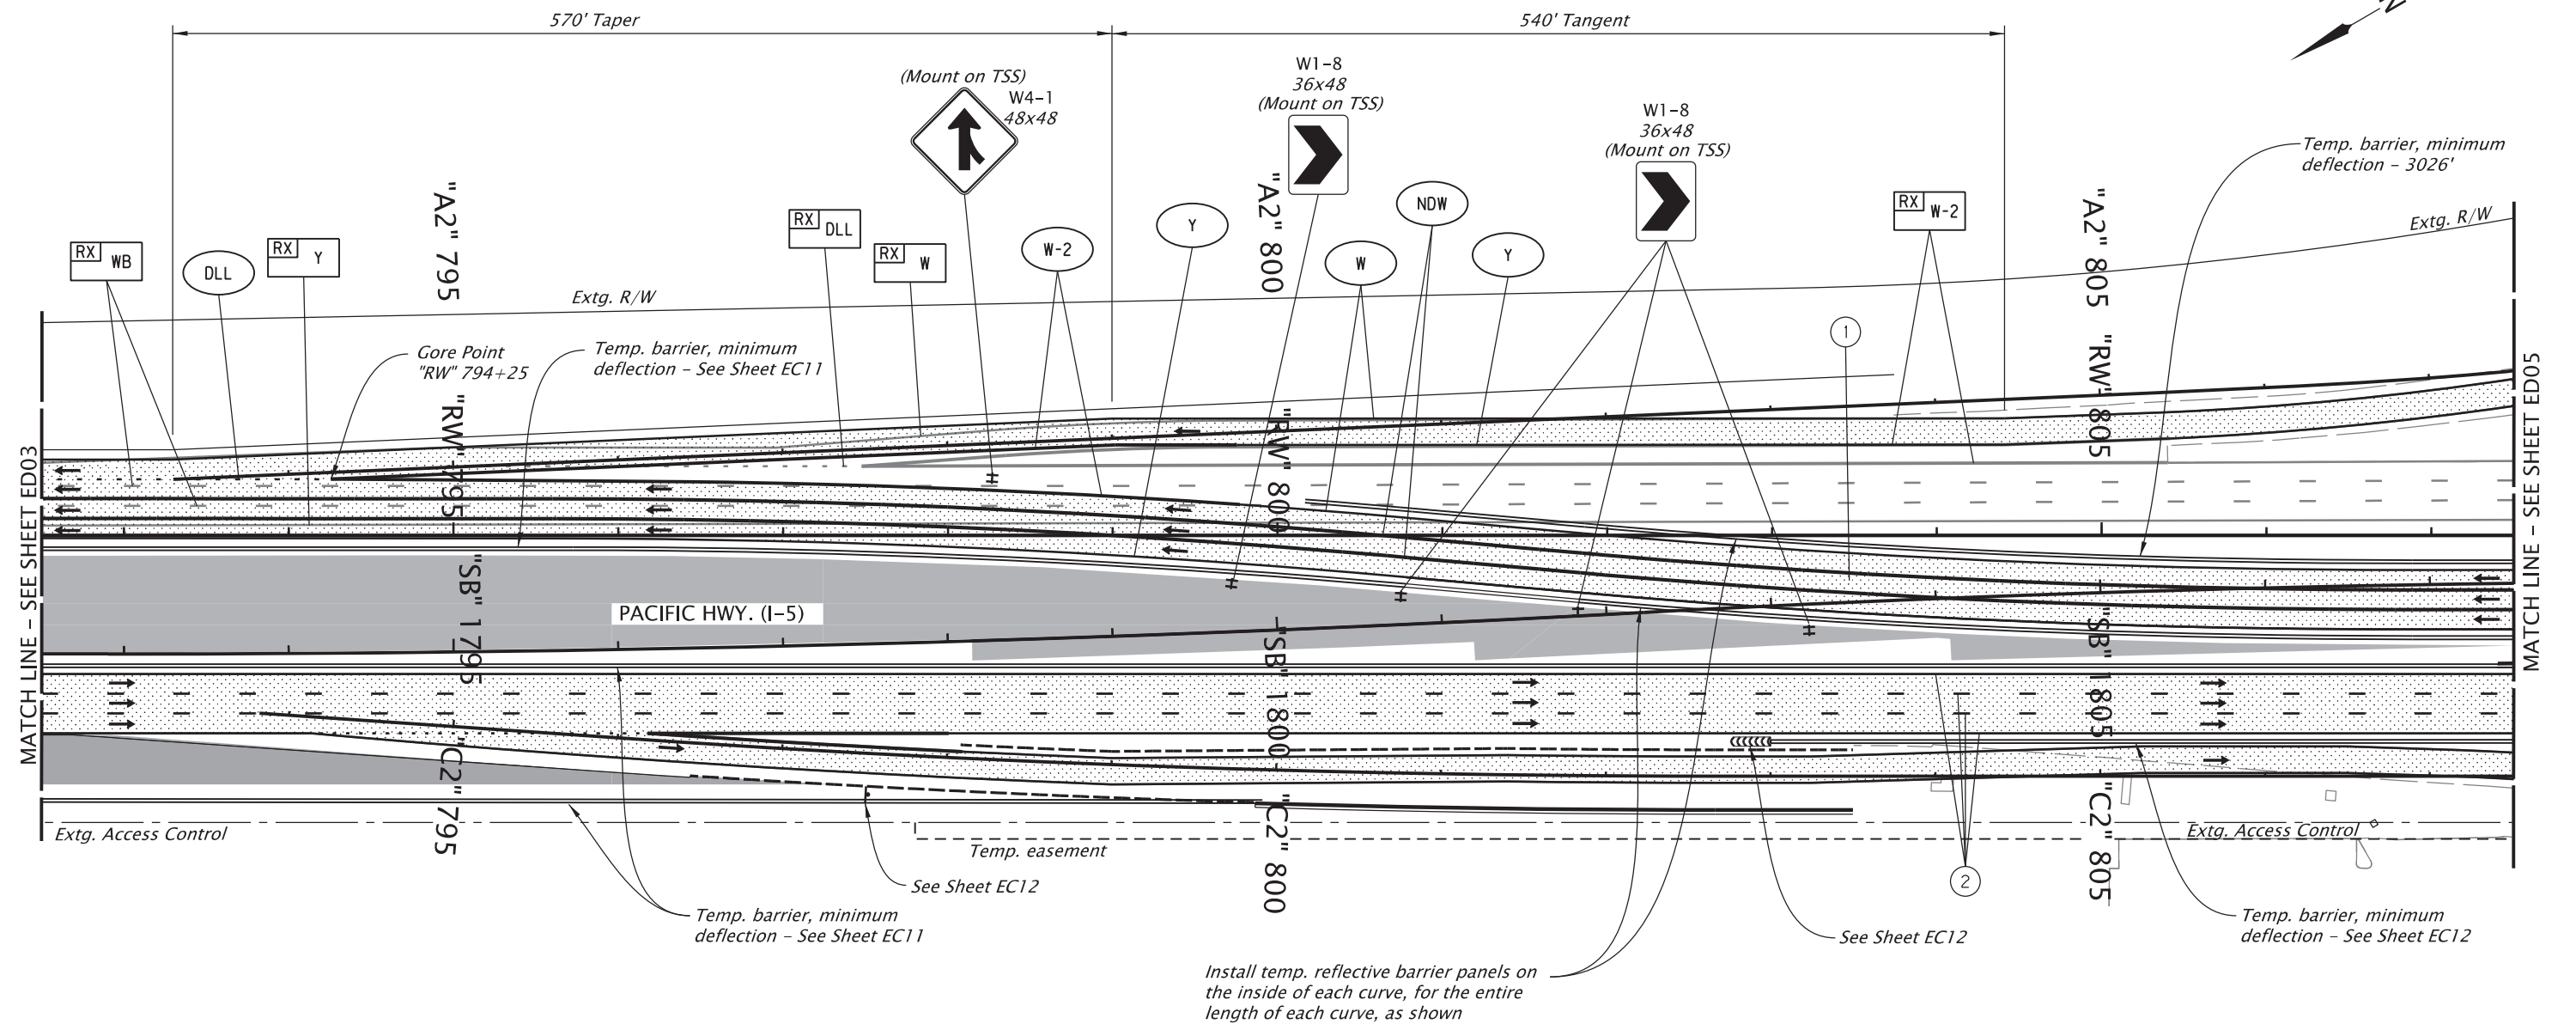 570' Taper
540' Tangent
N
(Mount on TSS)
W4-1
48x48
W1-8
36x48
(Mount on TSS)
W1-8
36x48
(Mount on TSS)
Temp. barrier, minimum
deflection – 3026'
"A2" 795
"A2" 800
"A2" 805
RX WB
DLL
RX Y
RX DLL
RX W
W-2
Y
W
NDW
Y
RX W-2
Extg. R/W
Extg. R/W
1
Gore Point
"RW" 794+25
Temp. barrier, minimum
deflection – See Sheet EC11
"RW" 795
"RW" 800
"RW" 805
MATCH LINE – SEE SHEET ED03
MATCH LINE – SEE SHEET ED05
PACIFIC HWY. (I-5)
"SB" 1795
"SB" 1800
"SB" 1805
"C2" 795
"C2" 800
"C2" 805
Extg. Access Control
Extg. Access Control
Temp. easement
See Sheet EC12
2
Temp. barrier, minimum
deflection – See Sheet EC11
See Sheet EC12
Temp. barrier, minimum
deflection – See Sheet EC12
Install temp. reflective barrier panels on
the inside of each curve, for the entire
length of each curve, as shown